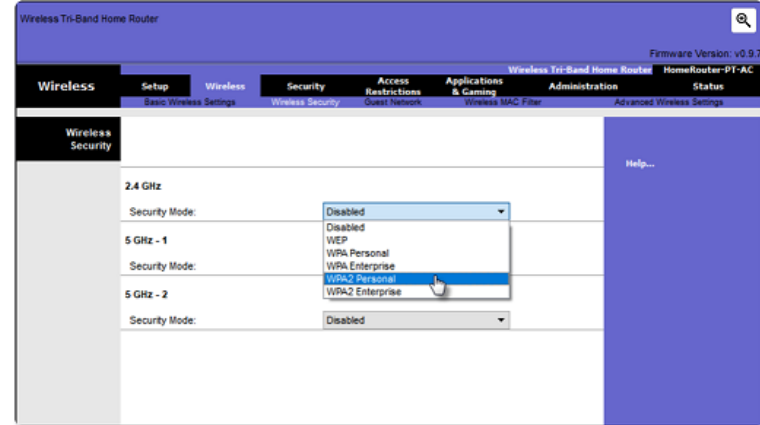 Wireless Tri-Band Home Router
Firmware Version: v0.9.7
Wireless Tri-Band Home Router HomeRouter-PT-AC
Wireless
Setup Wireless Security Access Restrictions Applications & Gaming Administration Status
Basic Wireless Settings Wireless Security Guest Network Wireless MAC Filter Advanced Wireless Settings
Wireless Security
Help...
2.4 GHz
Security Mode: Disabled
Disabled
5 GHz - 1
WEP
WPA Personal
Security Mode:
WPA Enterprise
WPA2 Personal
5 GHz - 2
WPA2 Enterprise
Security Mode: Disabled